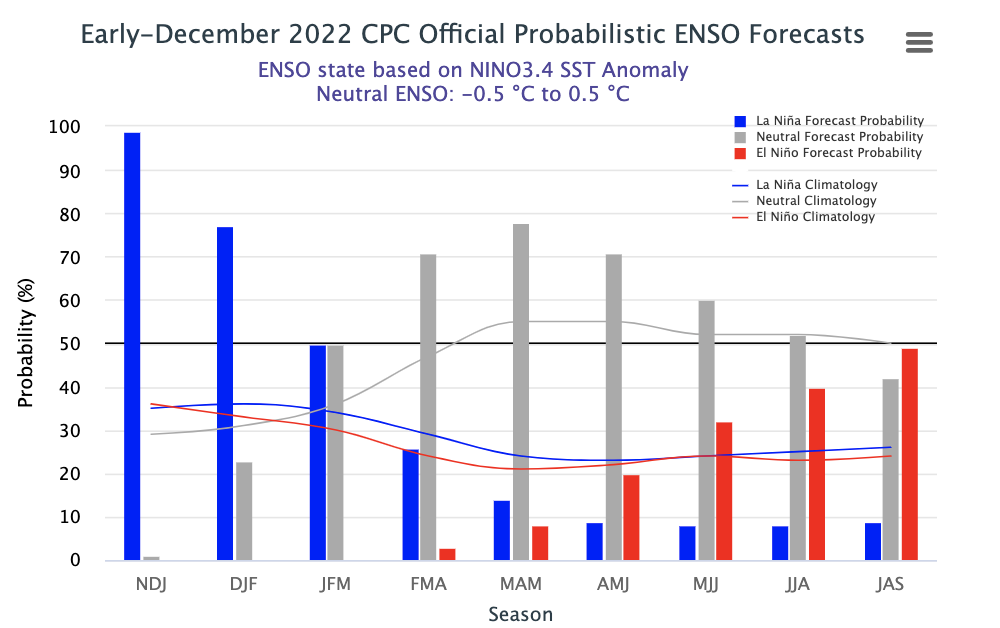 Early−December 2022 CPC Official Probabilistic ENSO Forecasts
ENSO state based on NINO3.4 SST Anomaly
Neutral ENSO: −0.5 °C to 0.5 °C
La Niña Forecast Probability
Neutral Forecast Probability
El Niño Forecast Probability
La Niña Climatology
Neutral Climatology
El Niño Climatology
Probability (%)
100
90
80
70
60
50
40
30
20
10
0
NDJ DJF JFM FMA MAM AMJ MJJ JJA JAS
Season